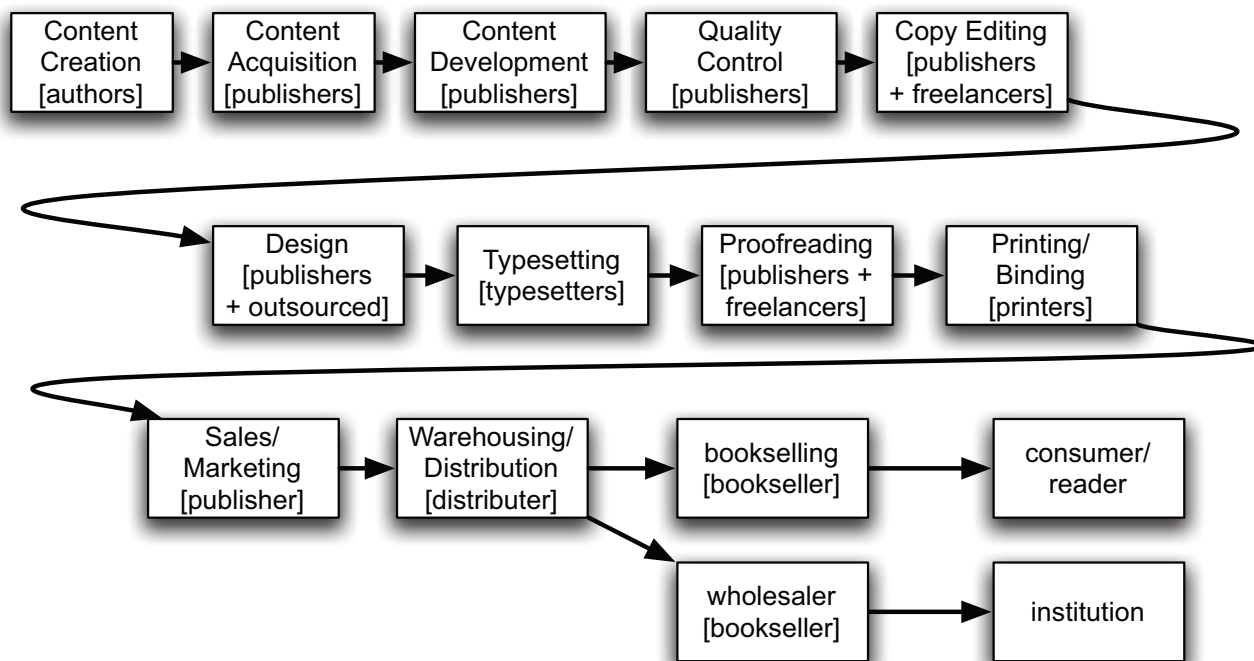 Content
Creation
[authors]
Content
Acquisition
[publishers]
Content
Development
[publishers]
Quality
Control
[publishers]
Copy Editing
[publishers
+ freelancers]
Design
[publishers
+ outsourced]
Typesetting
[typesetters]
Proofreading
[publishers +
freelancers]
Printing/
Binding
[printers]
Sales/
Marketing
[publisher]
Warehousing/
Distribution
[distributer]
bookselling
[bookseller]
consumer/
reader
wholesaler
[bookseller]
institution